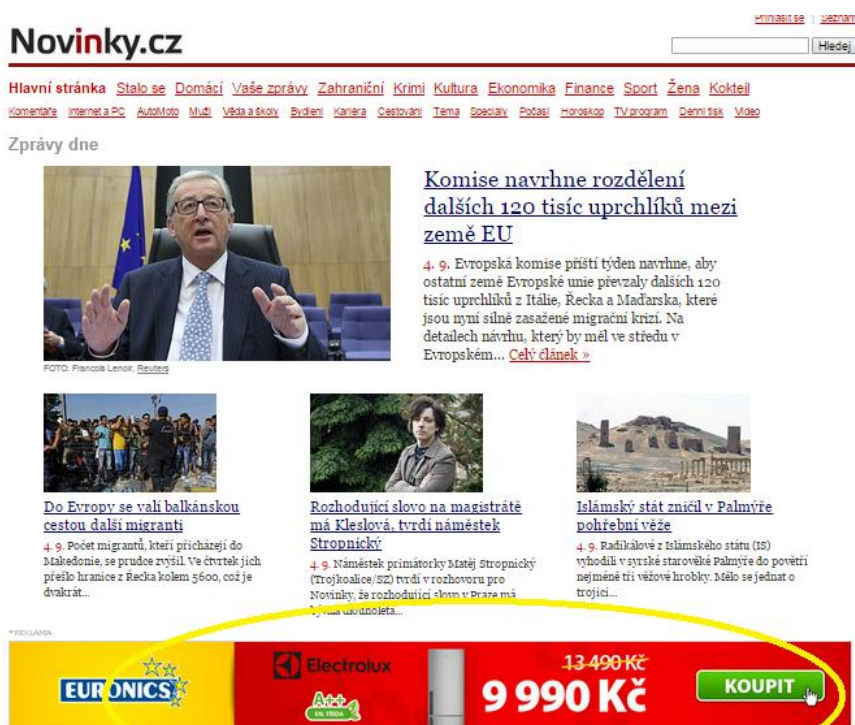 Přihlásit se | Seznam
Novinky.cz
Hledej
Hlavní stránka Stalo se Domácí Vaše zprávy Zahraniční Krimi Kultura Ekonomika Finance Sport Žena Koktejl
Komentáře Internet a PC AutoMoto Muži Věda a školy Bydlení Kariéra Cestování Téma Speciály Počasí Horoskop TV program Denní tisk Video
Zprávy dne
Komise navrhne rozdělení
dalších 120 tisíc uprchlíků mezi
země EU
4. 9. Evropská komise příští týden navrhne, aby
ostatní země Evropské unie převzaly dalších 120
tisíc uprchlíků z Itálie, Řecka a Maďarska, které
jsou nyní silně zasažené migrační krizí. Na
detailech návrhu, který by měl ve středu v
Evropském... Celý článek »
FOTO: Francois Lenoir, Reuters
Do Evropy se valí balkánskou
cestou další migranti
4. 9. Počet migrantů, kteří přicházejí do
Makedonie, se prudce zvýšil. Ve čtvrtek jich
přešlo hranice z Řecka kolem 5600, což je
dvakrát...
Rozhodující slovo na magistrátě
má Kleslová, tvrdí náměstek
Stropnický
4. 9. Náměstek primátorky Matěj Stropnický
(Trojkoalice/SZ) tvrdí v rozhovoru pro
Novinky, že rozhodující slovo v Praze má
bývalá dlouholetá...
Islámský stát zničil v Palmýře
pohřební věže
4. 9. Radikálové z Islámského státu (IS)
vyhodili v syrské starověké Palmýře do povětří
nejméně tři věžové hrobky. Mělo se jednat o
trojici...
REKLAMA
EURONICS
Electrolux
A++
EN. TŘÍDA
13 490 Kč
9 990 Kč
KOUPIT